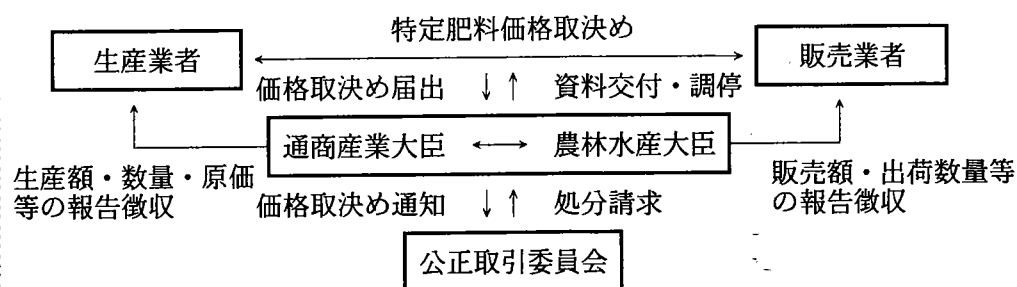 特定肥料価格取決め
生産業者
販売業者
価格取決め届出 ↓↑ 資料交付・調停
通商産業大臣 ↔ 農林水産大臣
生産額・数量・原価
等の報告徴収
販売額・出荷数量等
の報告徴収
価格取決め通知 ↓↑ 処分請求
公正取引委員会